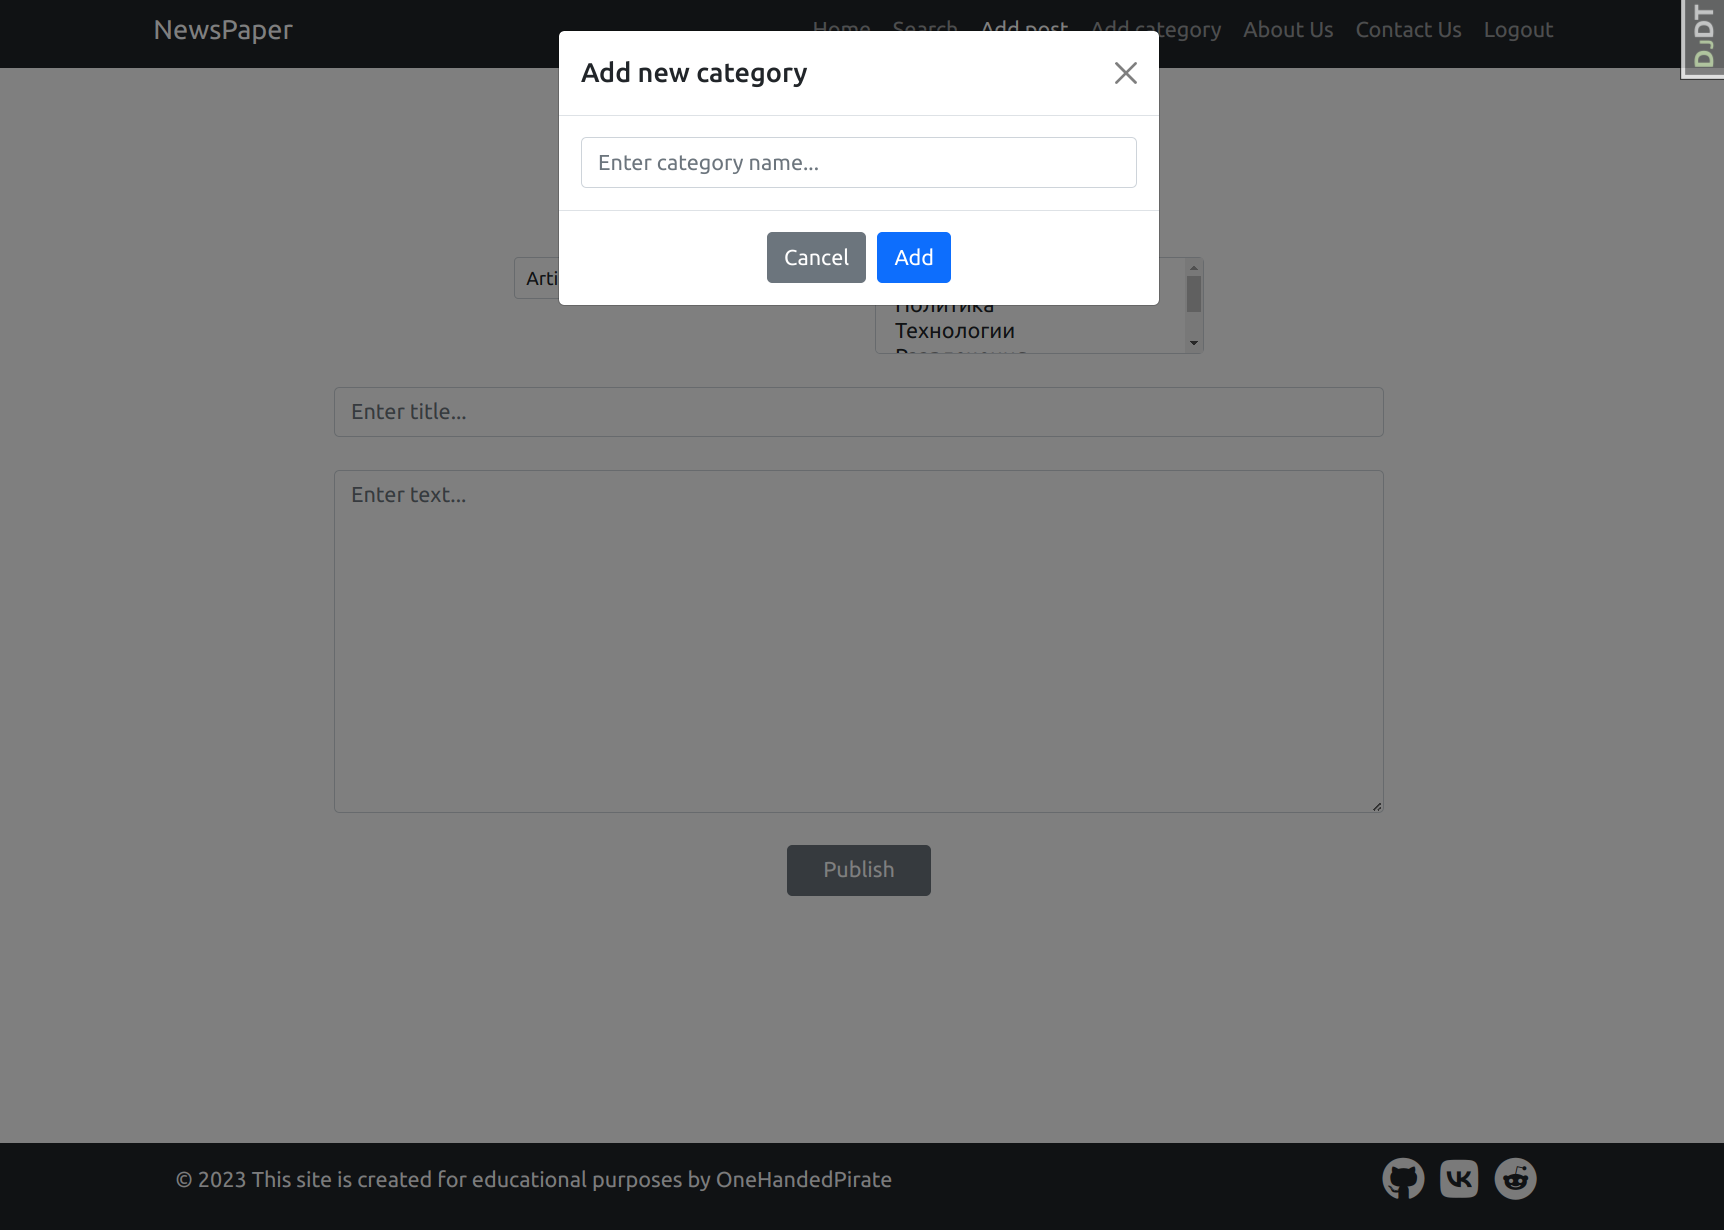 NewsPaper
Home Search Add post Add category About Us Contact Us Logout
DJDT
Add new category
Enter category name...
Cancel Add
Политика
Технологии
Enter title...
Enter text...
Publish
© 2023 This site is created for educational purposes by OneHandedPirate
VK